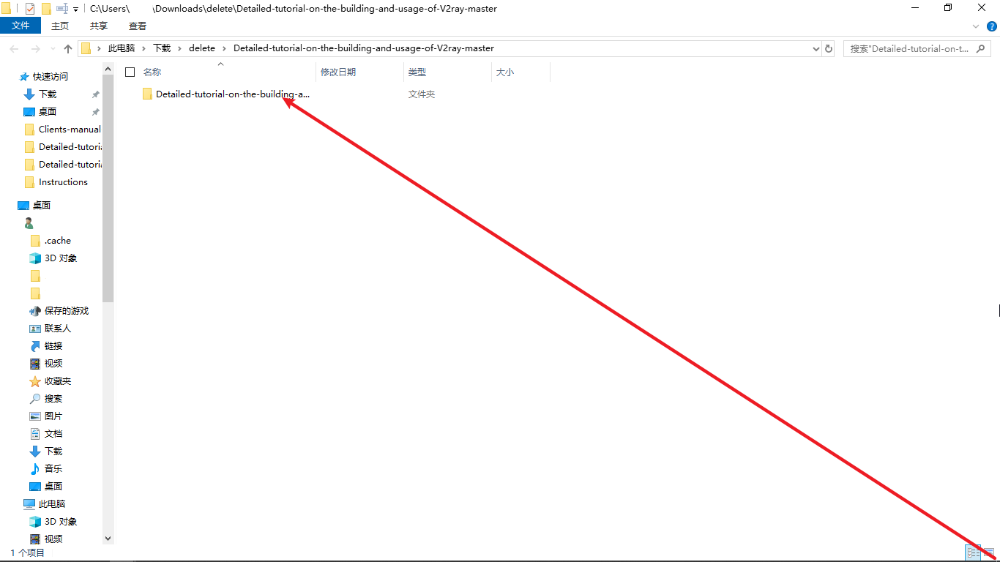 C:\Users\ \Downloads\delete\Detailed-tutorial-on-the-building-and-usage-of-V2ray-master
文件 主页 共享 查看
此电脑 › 下载 › delete › Detailed-tutorial-on-the-building-and-usage-of-V2ray-master
搜索"Detailed-tutorial-on-t...
名称 修改日期 类型 大小
Detailed-tutorial-on-the-building-a... 文件夹
快速访问
下载
桌面
Clients-manual
Detailed-tutoria
Detailed-tutoria
Instructions
桌面
.cache
3D 对象
保存的游戏
联系人
链接
视频
收藏夹
搜索
图片
文档
下载
音乐
桌面
此电脑
3D 对象
视频
1 个项目